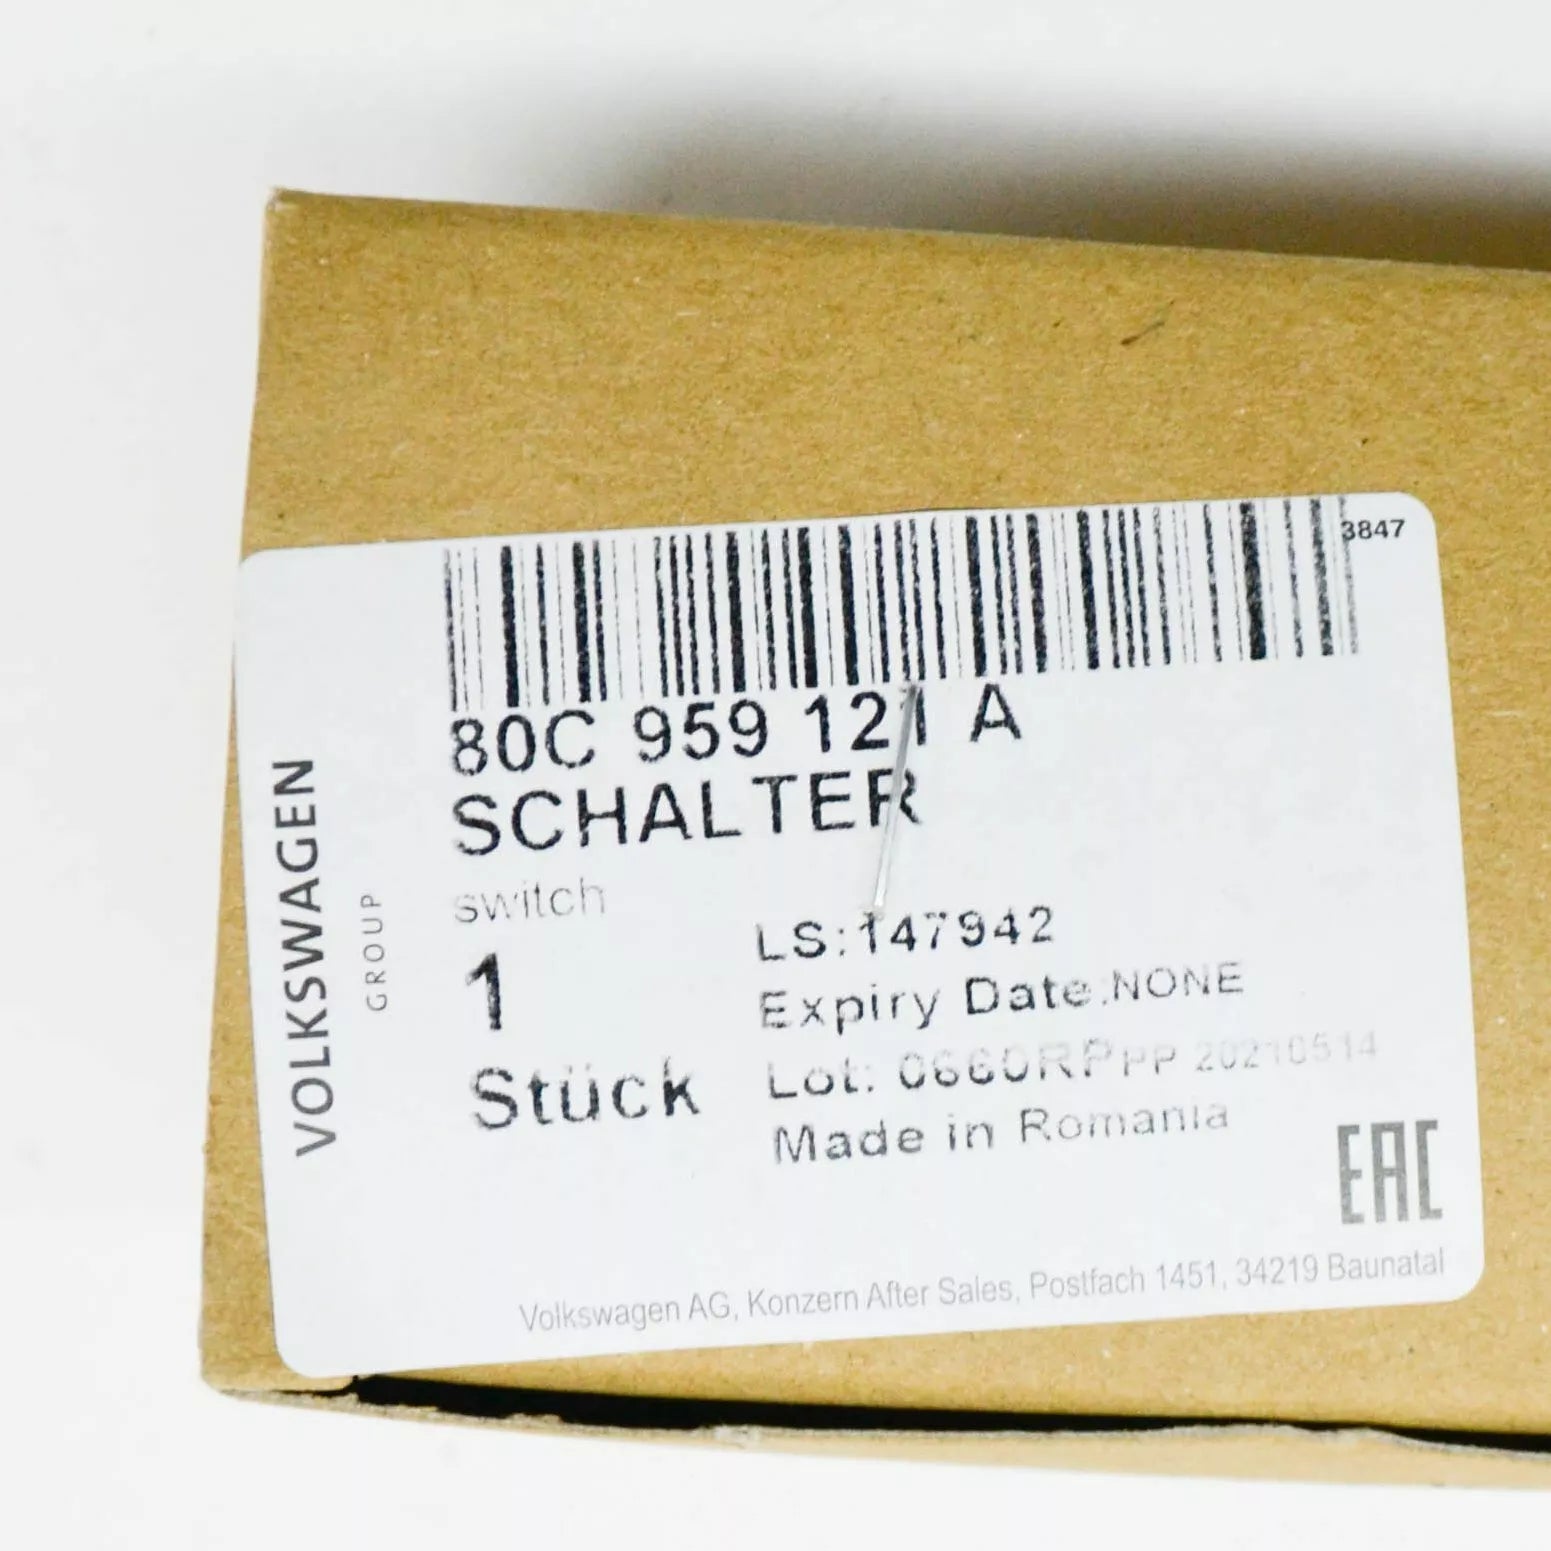 3847
80C 959 121 A
SCHALTER
switch
1
Stück
LS:147942
Expiry Date:NONE
Lot: 0660RPPP 20210514
Made in Romania
EAC
VOLKSWAGEN
GROUP
Volkswagen AG, Konzern After Sales, Postfach 1451, 34219 Baunatal